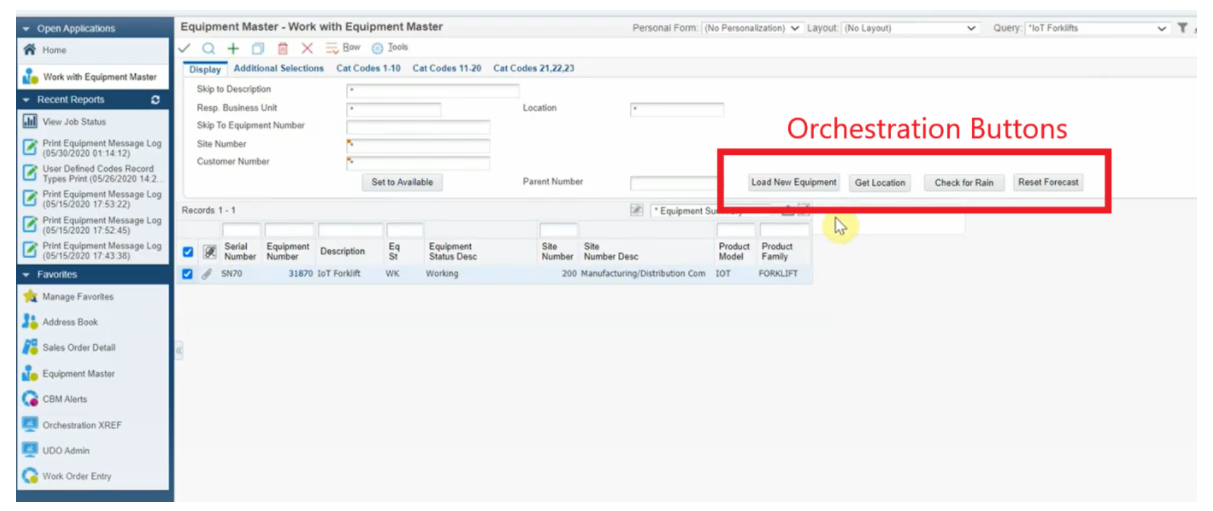 Open Applications
Home
Work with Equipment Master
Recent Reports
View Job Status
Print Equipment Message Log
(05/30/2020 01:14:12)
User Defined Codes Record
Types Print (05/26/2020 14:2...
Print Equipment Message Log
(05/15/2020 17:53:22)
Print Equipment Message Log
(05/15/2020 17:52:45)
Print Equipment Message Log
(05/15/2020 17:43:38)
Favorites
Manage Favorites
Address Book
Sales Order Detail
Equipment Master
CBM Alerts
Orchestration XREF
UDO Admin
Work Order Entry
Equipment Master - Work with Equipment Master
Personal Form: (No Personalization) Layout: (No Layout) Query: *IoT Forklifts
Row Tools
Display Additional Selections Cat Codes 1-10 Cat Codes 11-20 Cat Codes 21,22,23
Skip to Description *
Resp. Business Unit * Location *
Skip To Equipment Number
Site Number *
Customer Number *
Set to Available Parent Number
Orchestration Buttons
Load New Equipment Get Location Check for Rain Reset Forecast
Records 1 - 1 * Equipment
Serial Number Equipment Number Description Eq St Equipment Status Desc Site Number Site Number Desc Product Model Product Family
SN70 31870 IoT Forklift WK Working 200 Manufacturing/Distribution Com IOT FORKLIFT